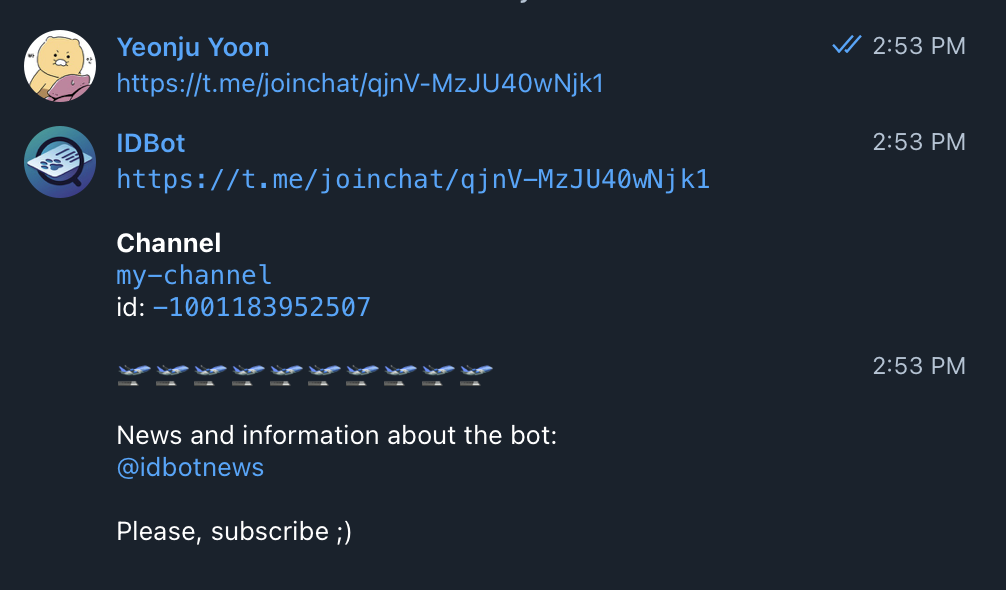 Yeonju Yoon
2:53 PM
https://t.me/joinchat/qjnV-MzJU40wNjk1
IDBot
2:53 PM
https://t.me/joinchat/qjnV-MzJU40wNjk1
Channel
my-channel
id: -1001183952507
🛫🛫🛫🛫🛫🛫🛫🛫🛫🛫
2:53 PM
News and information about the bot:
@idbotnews
Please, subscribe ;)